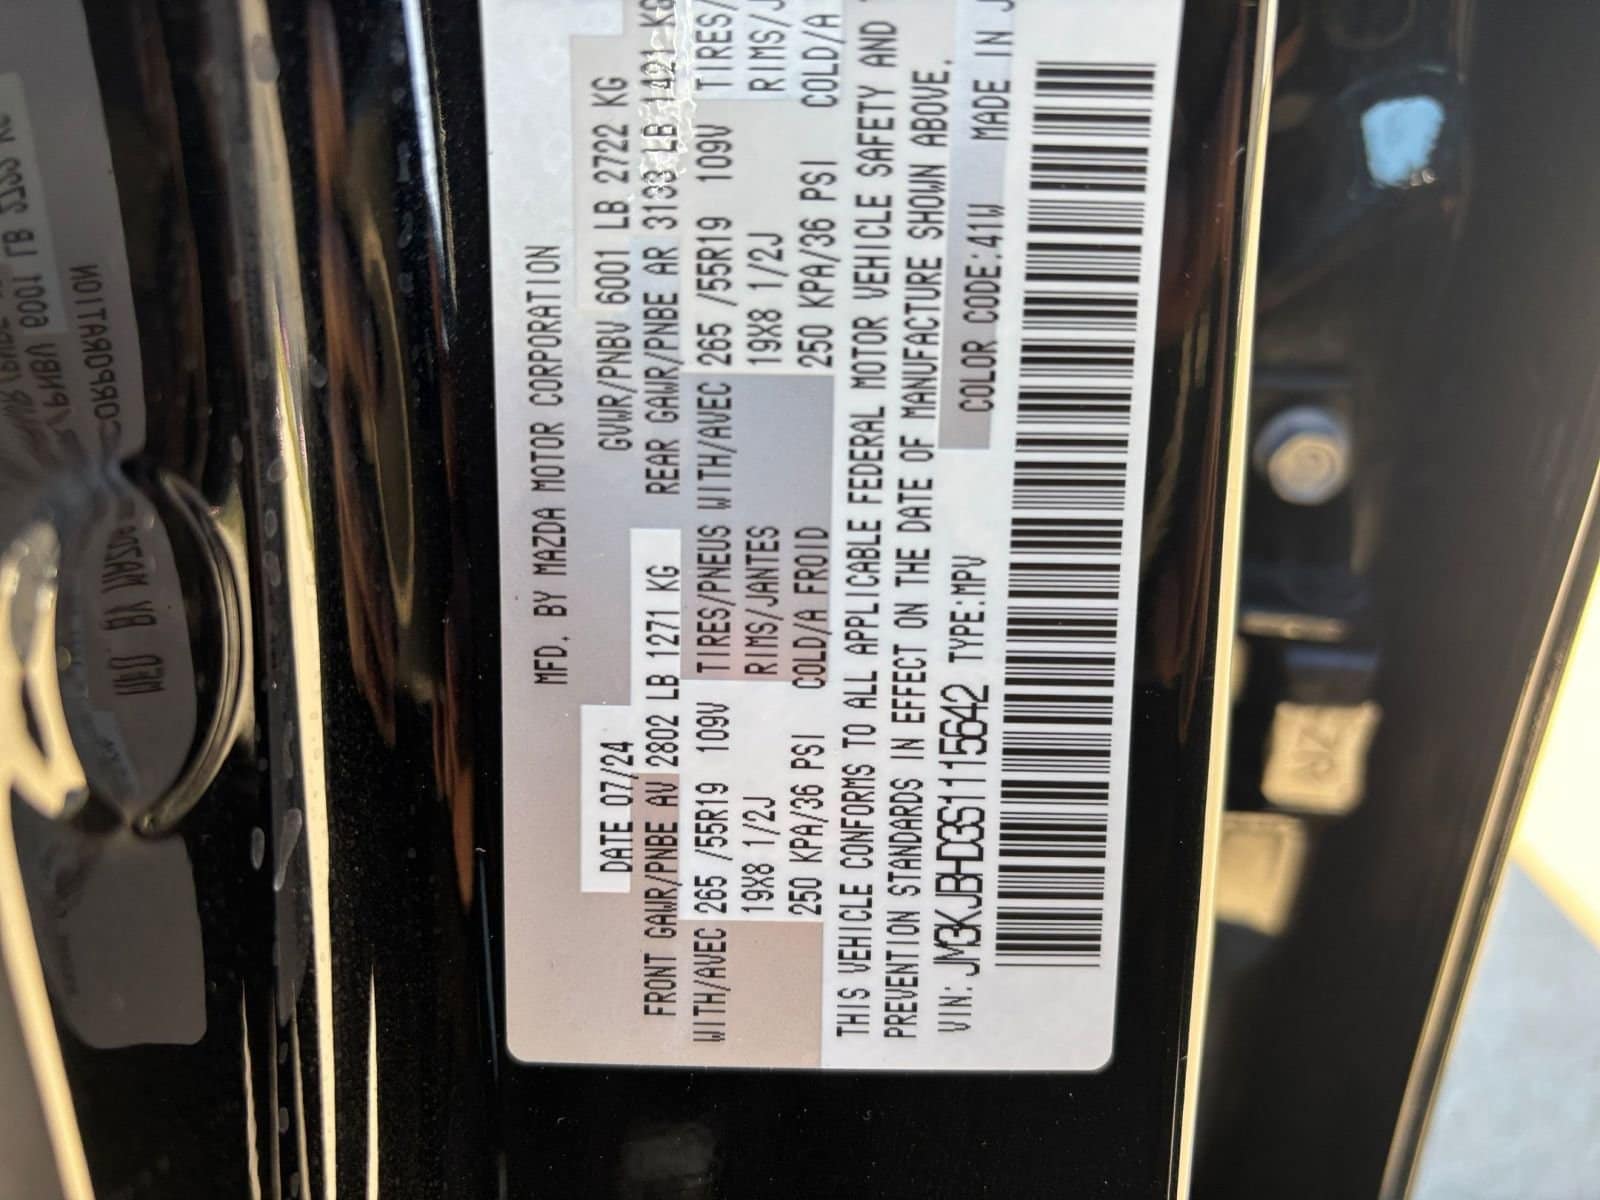 MFD. BY MAZDA MOTOR CORPORATION
DATE 07/24 GVWR/PNBV 6001 LB 2722 KG
FRONT GAWR/PNBE AV 2802 LB 1271 KG REAR GAWR/PNBE AR 3133 LB 1421 KG
WITH/AVEC 265 /55R19 109V TIRES/PNEUS WITH/AVEC 265 /55R19 109V TIRES/
19X8 1/2J RIMS/JANTES 19X8 1/2J RIMS/J
250 KPA/36 PSI COLD/A FROID 250 KPA/36 PSI COLD/A
THIS VEHICLE CONFORMS TO ALL APPLICABLE FEDERAL MOTOR VEHICLE SAFETY AND
PREVENTION STANDARDS IN EFFECT ON THE DATE OF MANUFACTURE SHOWN ABOVE.
VIN: JM3KJBHD3S1115642 TYPE:MPV COLOR CODE:41W MADE IN J